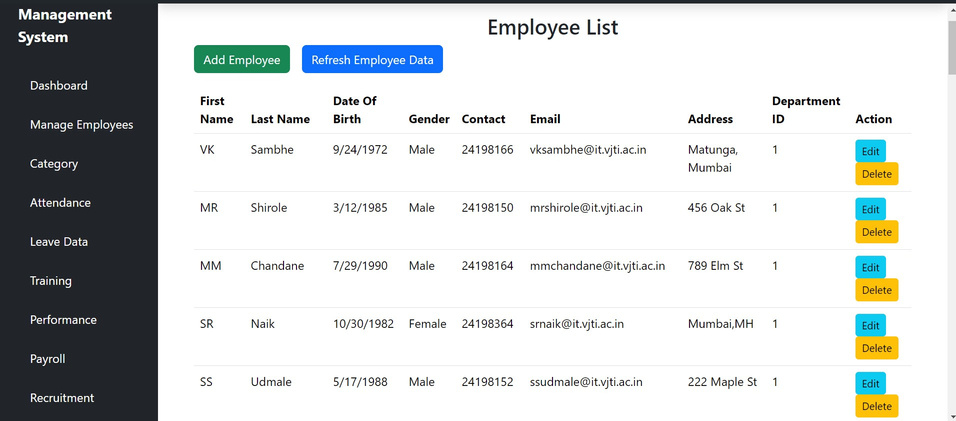 Management
System
Dashboard
Manage Employees
Category
Attendance
Leave Data
Training
Performance
Payroll
Recruitment
Employee List
Add Employee Refresh Employee Data
First Name Last Name Date Of Birth Gender Contact Email Address Department ID Action
VK Sambhe 9/24/1972 Male 24198166 vksambhe@it.vjti.ac.in Matunga, Mumbai 1 Edit
Delete
MR Shirole 3/12/1985 Male 24198150 mrshirole@it.vjti.ac.in 456 Oak St 1 Edit
Delete
MM Chandane 7/29/1990 Male 24198164 mmchandane@it.vjti.ac.in 789 Elm St 1 Edit
Delete
SR Naik 10/30/1982 Female 24198364 srnaik@it.vjti.ac.in Mumbai,MH 1 Edit
Delete
SS Udmale 5/17/1988 Male 24198152 ssudmale@it.vjti.ac.in 222 Maple St 1 Edit
Delete